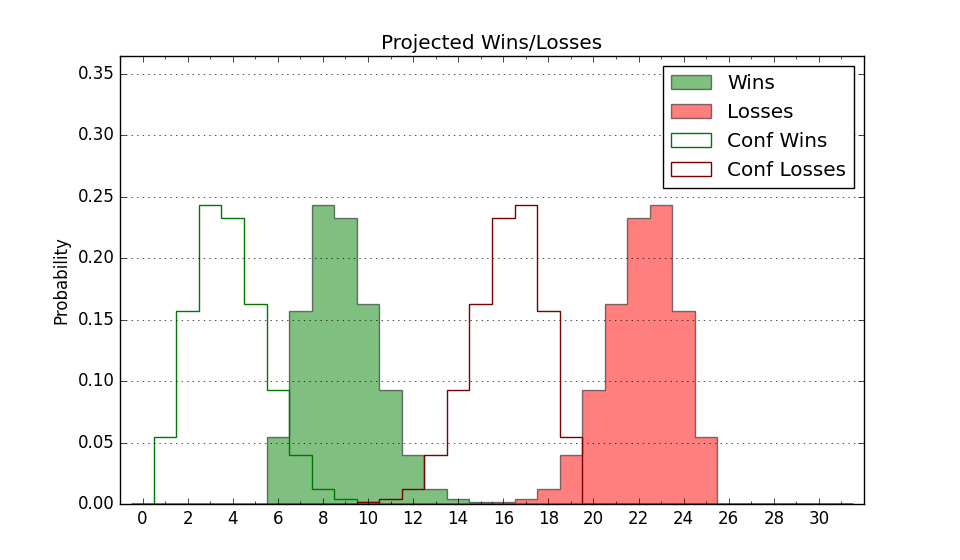 Projected Wins/Losses
0.35
0.30
0.25
0.20
0.15
0.10
0.05
0.00
Probability
Wins
Losses
Conf Wins
Conf Losses
0 2 4 6 8 10 12 14 16 18 20 22 24 26 28 30